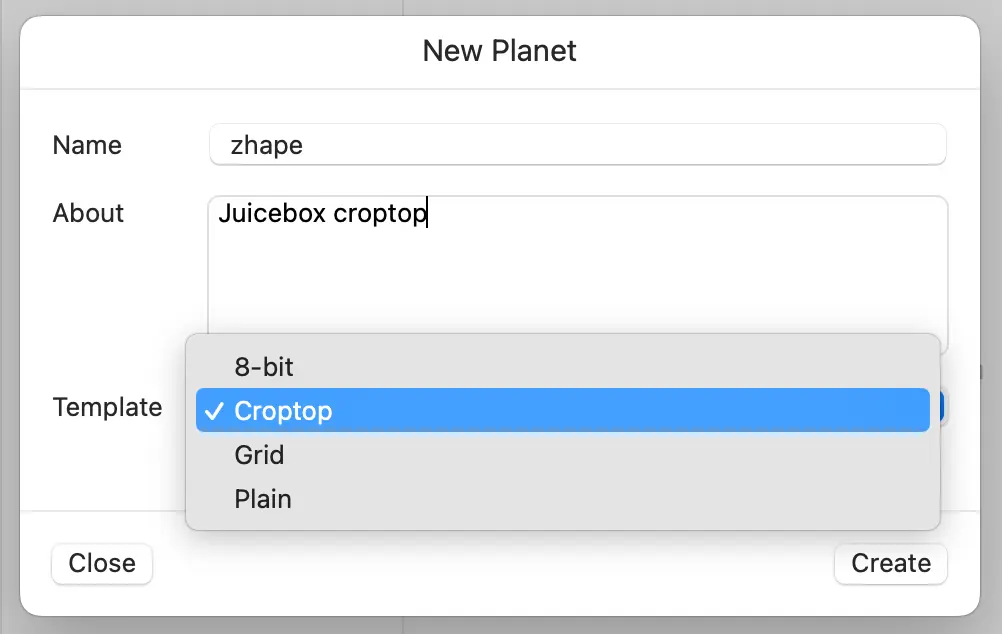 New Planet
Name
zhape
About
Juicebox croptop
Template
8-bit
✓ Croptop
Grid
Plain
Close
Create